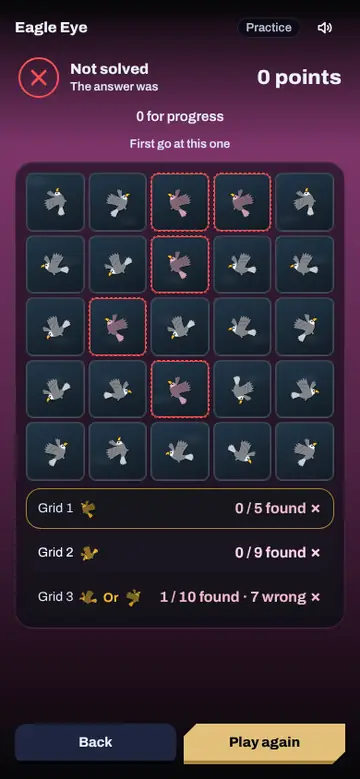 Eagle Eye
Practice
Not solved
The answer was
0 points
0 for progress
First go at this one
Grid 1
0 / 5 found ×
Grid 2
0 / 9 found ×
Grid 3 Or
1 / 10 found · 7 wrong ×
Back
Play again